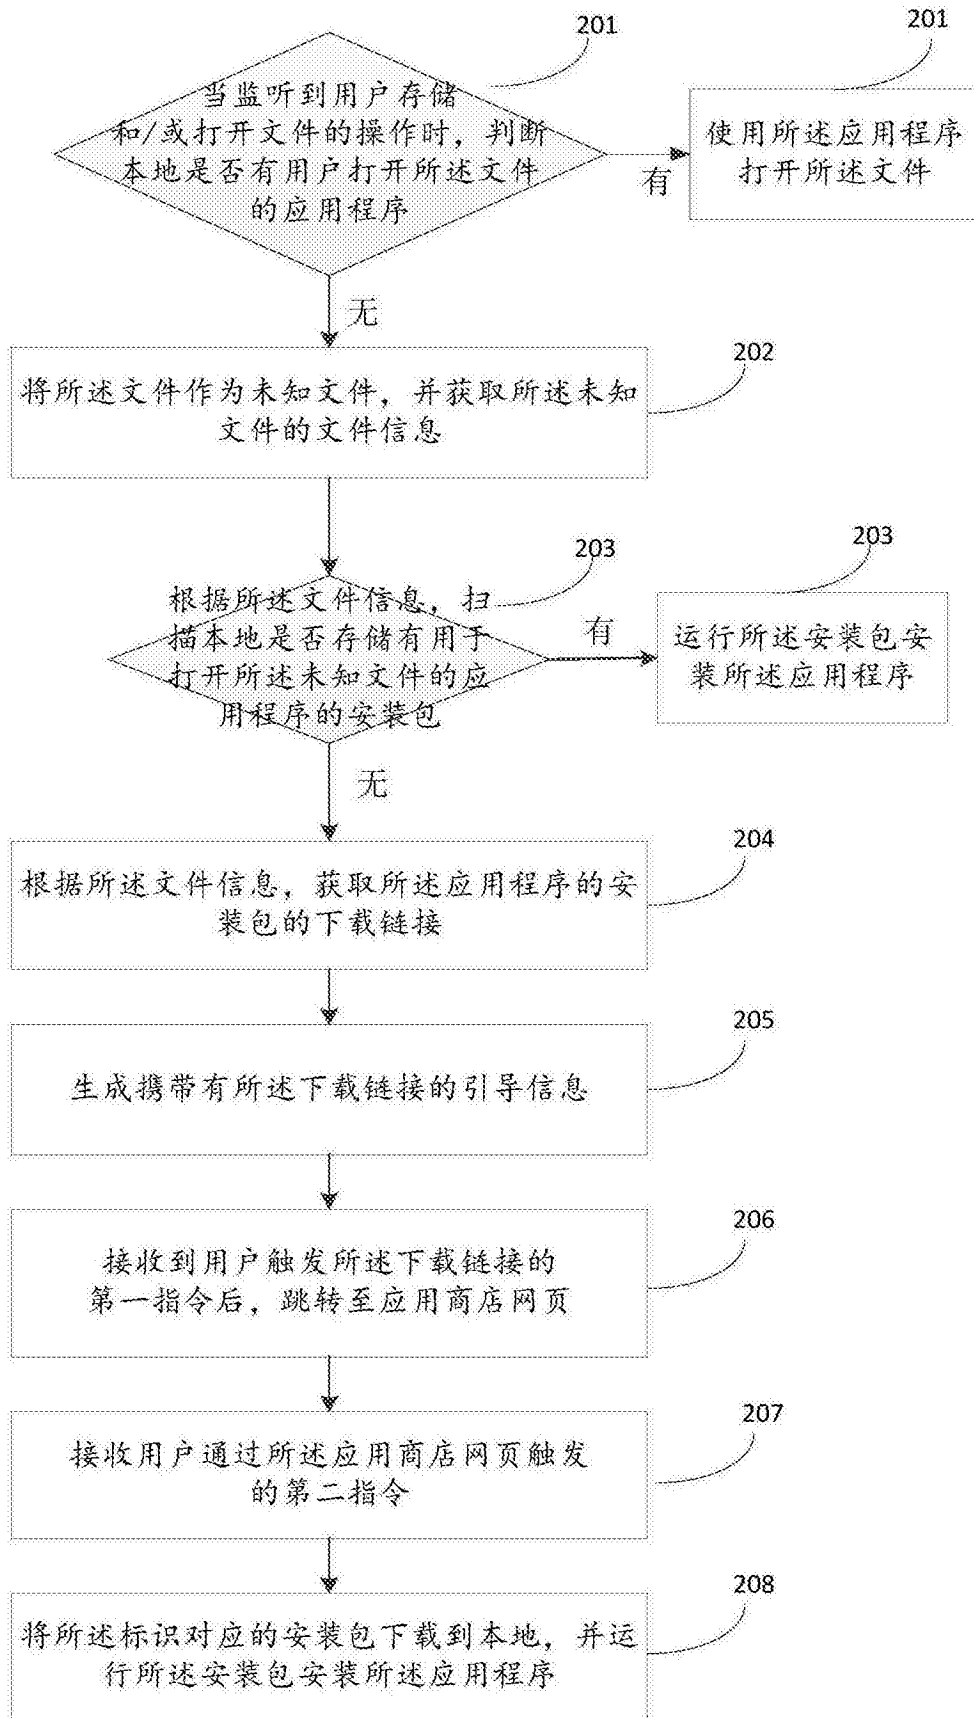 201
当监听到用户存储
和/或打开文件的操作时，判断
本地是否有用户打开所述文件
的应用程序
有
201
使用所述应用程序
打开所述文件
无
202
将所述文件作为未知文件，并获取所述未知
文件的文件信息
203
根据所述文件信息，扫
描本地是否存储有用于
打开所述未知文件的应
用程序的安装包
有
203
运行所述安装包安
装所述应用程序
无
204
根据所述文件信息，获取所述应用程序的安
装包的下载链接
205
生成携带有所述下载链接的引导信息
206
接收到用户触发所述下载链接的
第一指令后，跳转至应用商店网页
207
接收用户通过所述应用商店网页触发
的第二指令
208
将所述标识对应的安装包下载到本地，并运
行所述安装包安装所述应用程序